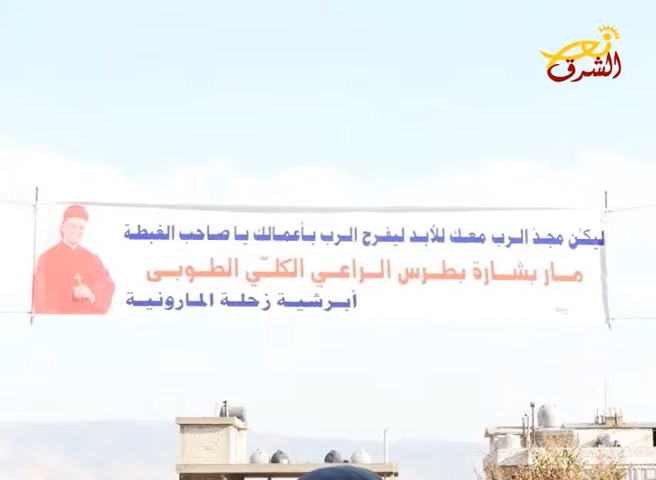 نور
الشرق
ليكن مجد الرب معك للأبد ليفرح الرب بأعمالك يا صاحب الغبطة
مار بشارة بطرس الراعي الكلّي الطوبى
أبرشية زحلة المارونية